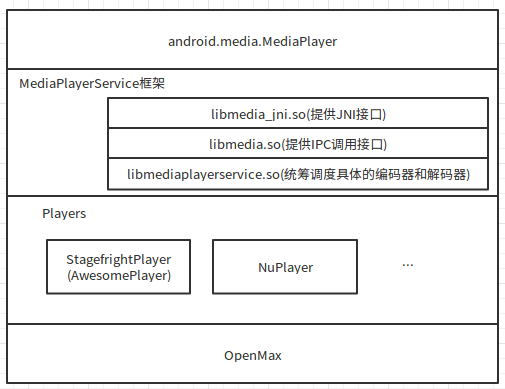 android.media.MediaPlayer
MediaPlayerService框架
libmedia_jni.so(提供JNI接口)
libmedia.so(提供IPC调用接口)
libmediaplayerservice.so(统筹调度具体的编码器和解码器)
Players
StagefrightPlayer
(AwesomePlayer)
NuPlayer
...
OpenMax